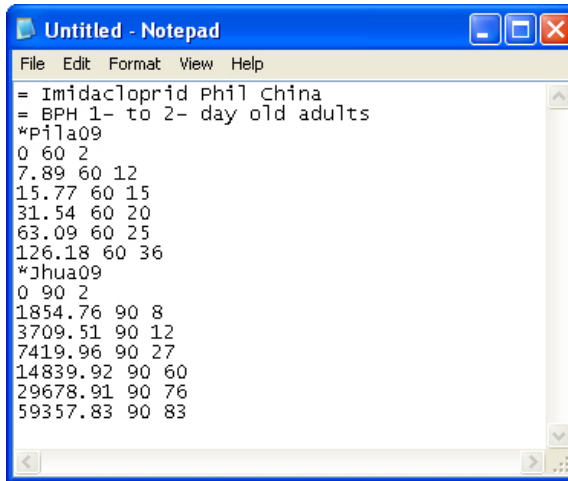 Untitled - Notepad
File Edit Format View Help
= Imidacloprid Phil China
= BPH 1- to 2- day old adults
*Pila09
0 60 2
7.89 60 12
15.77 60 15
31.54 60 20
63.09 60 25
126.18 60 36
*Jhua09
0 90 2
1854.76 90 8
3709.51 90 12
7419.96 90 27
14839.92 90 60
29678.91 90 76
59357.83 90 83